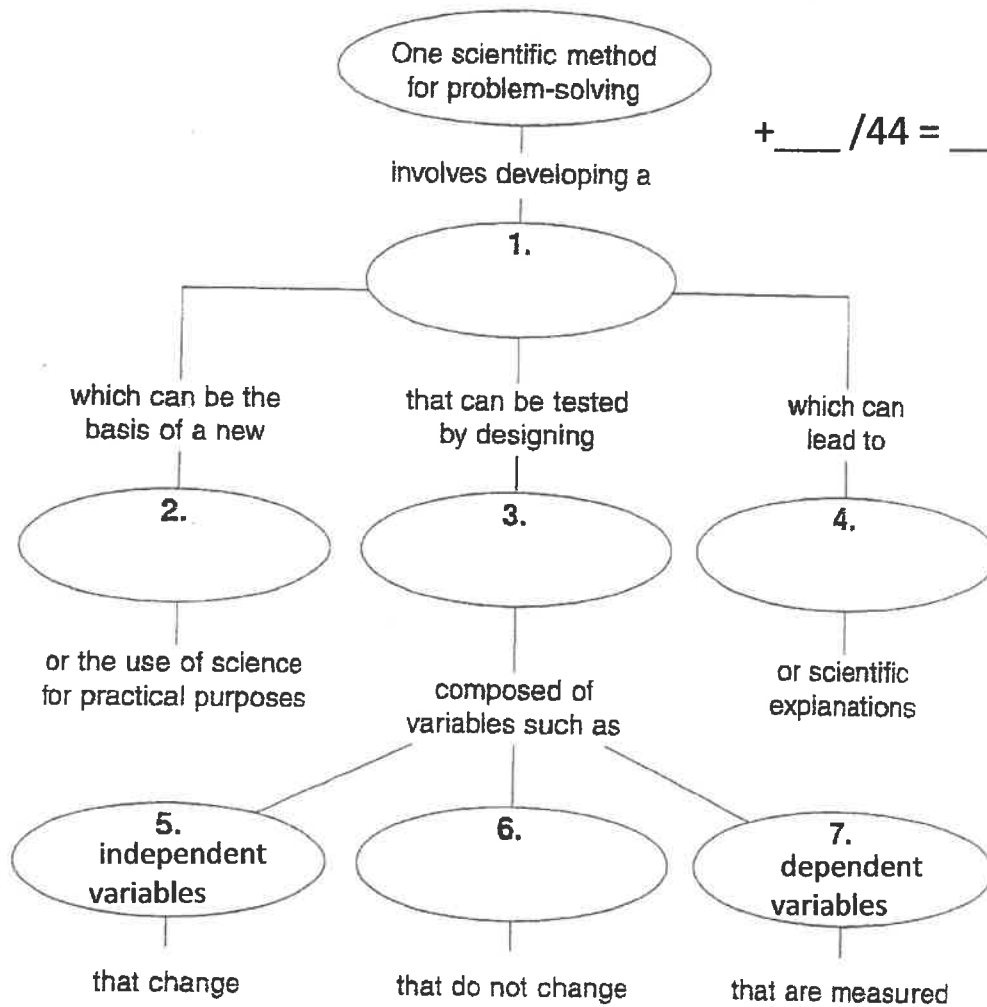 One scientific method
for problem-solving
+___ /44 = __
involves developing a
1.
which can be the
basis of a new
that can be tested
by designing
which can
lead to
2.
3.
4.
or the use of science
for practical purposes
composed of
variables such as
or scientific
explanations
5.
independent
variables
6.
7.
dependent
variables
that change
that do not change
that are measured